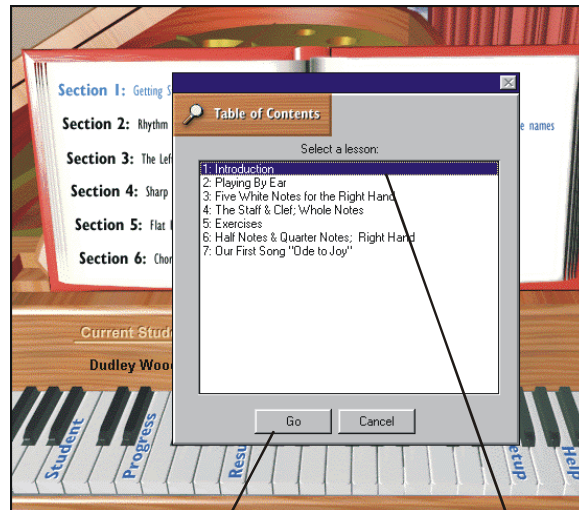 Section 1: Getting S
Section 2: Rhythm
Section 3: The Lef
Section 4: Sharp
Section 5: Flat
Section 6: Chor
e names
Table of Contents
Select a lesson:
1: Introduction
2: Playing By Ear
3: Five White Notes for the Right Hand
4: The Staff & Clef; Whole Notes
5: Exercises
6: Half Notes & Quarter Notes; Right Hand
7: Our First Song "Ode to Joy"
Go
Cancel
Current Stud
Dudley Woo
Student
Progress
Resu
etup
Help